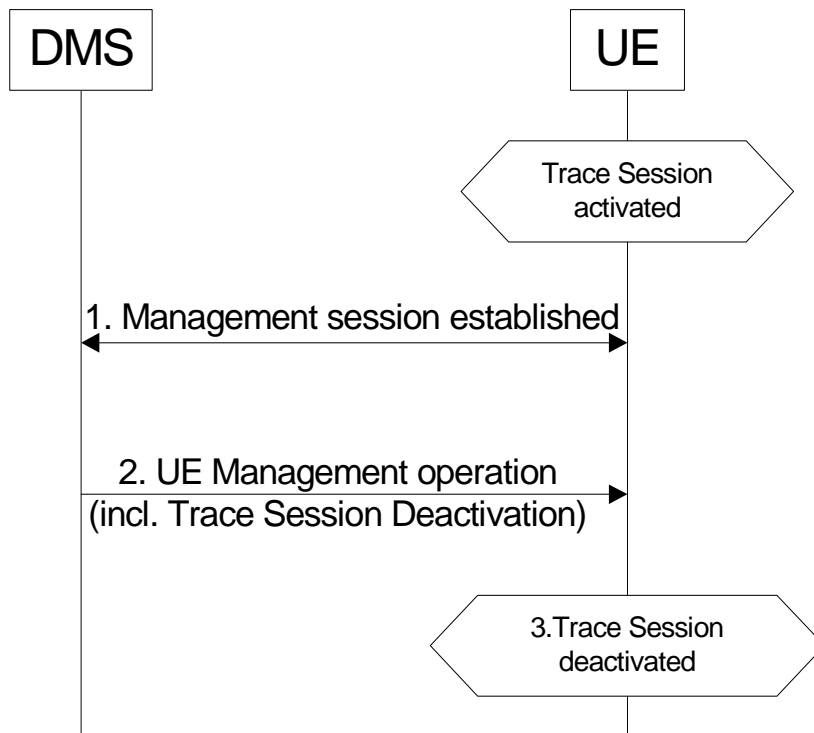 DMS
UE
Trace Session
activated
1. Management session established
2. UE Management operation
(incl. Trace Session Deactivation)
3.Trace Session
deactivated